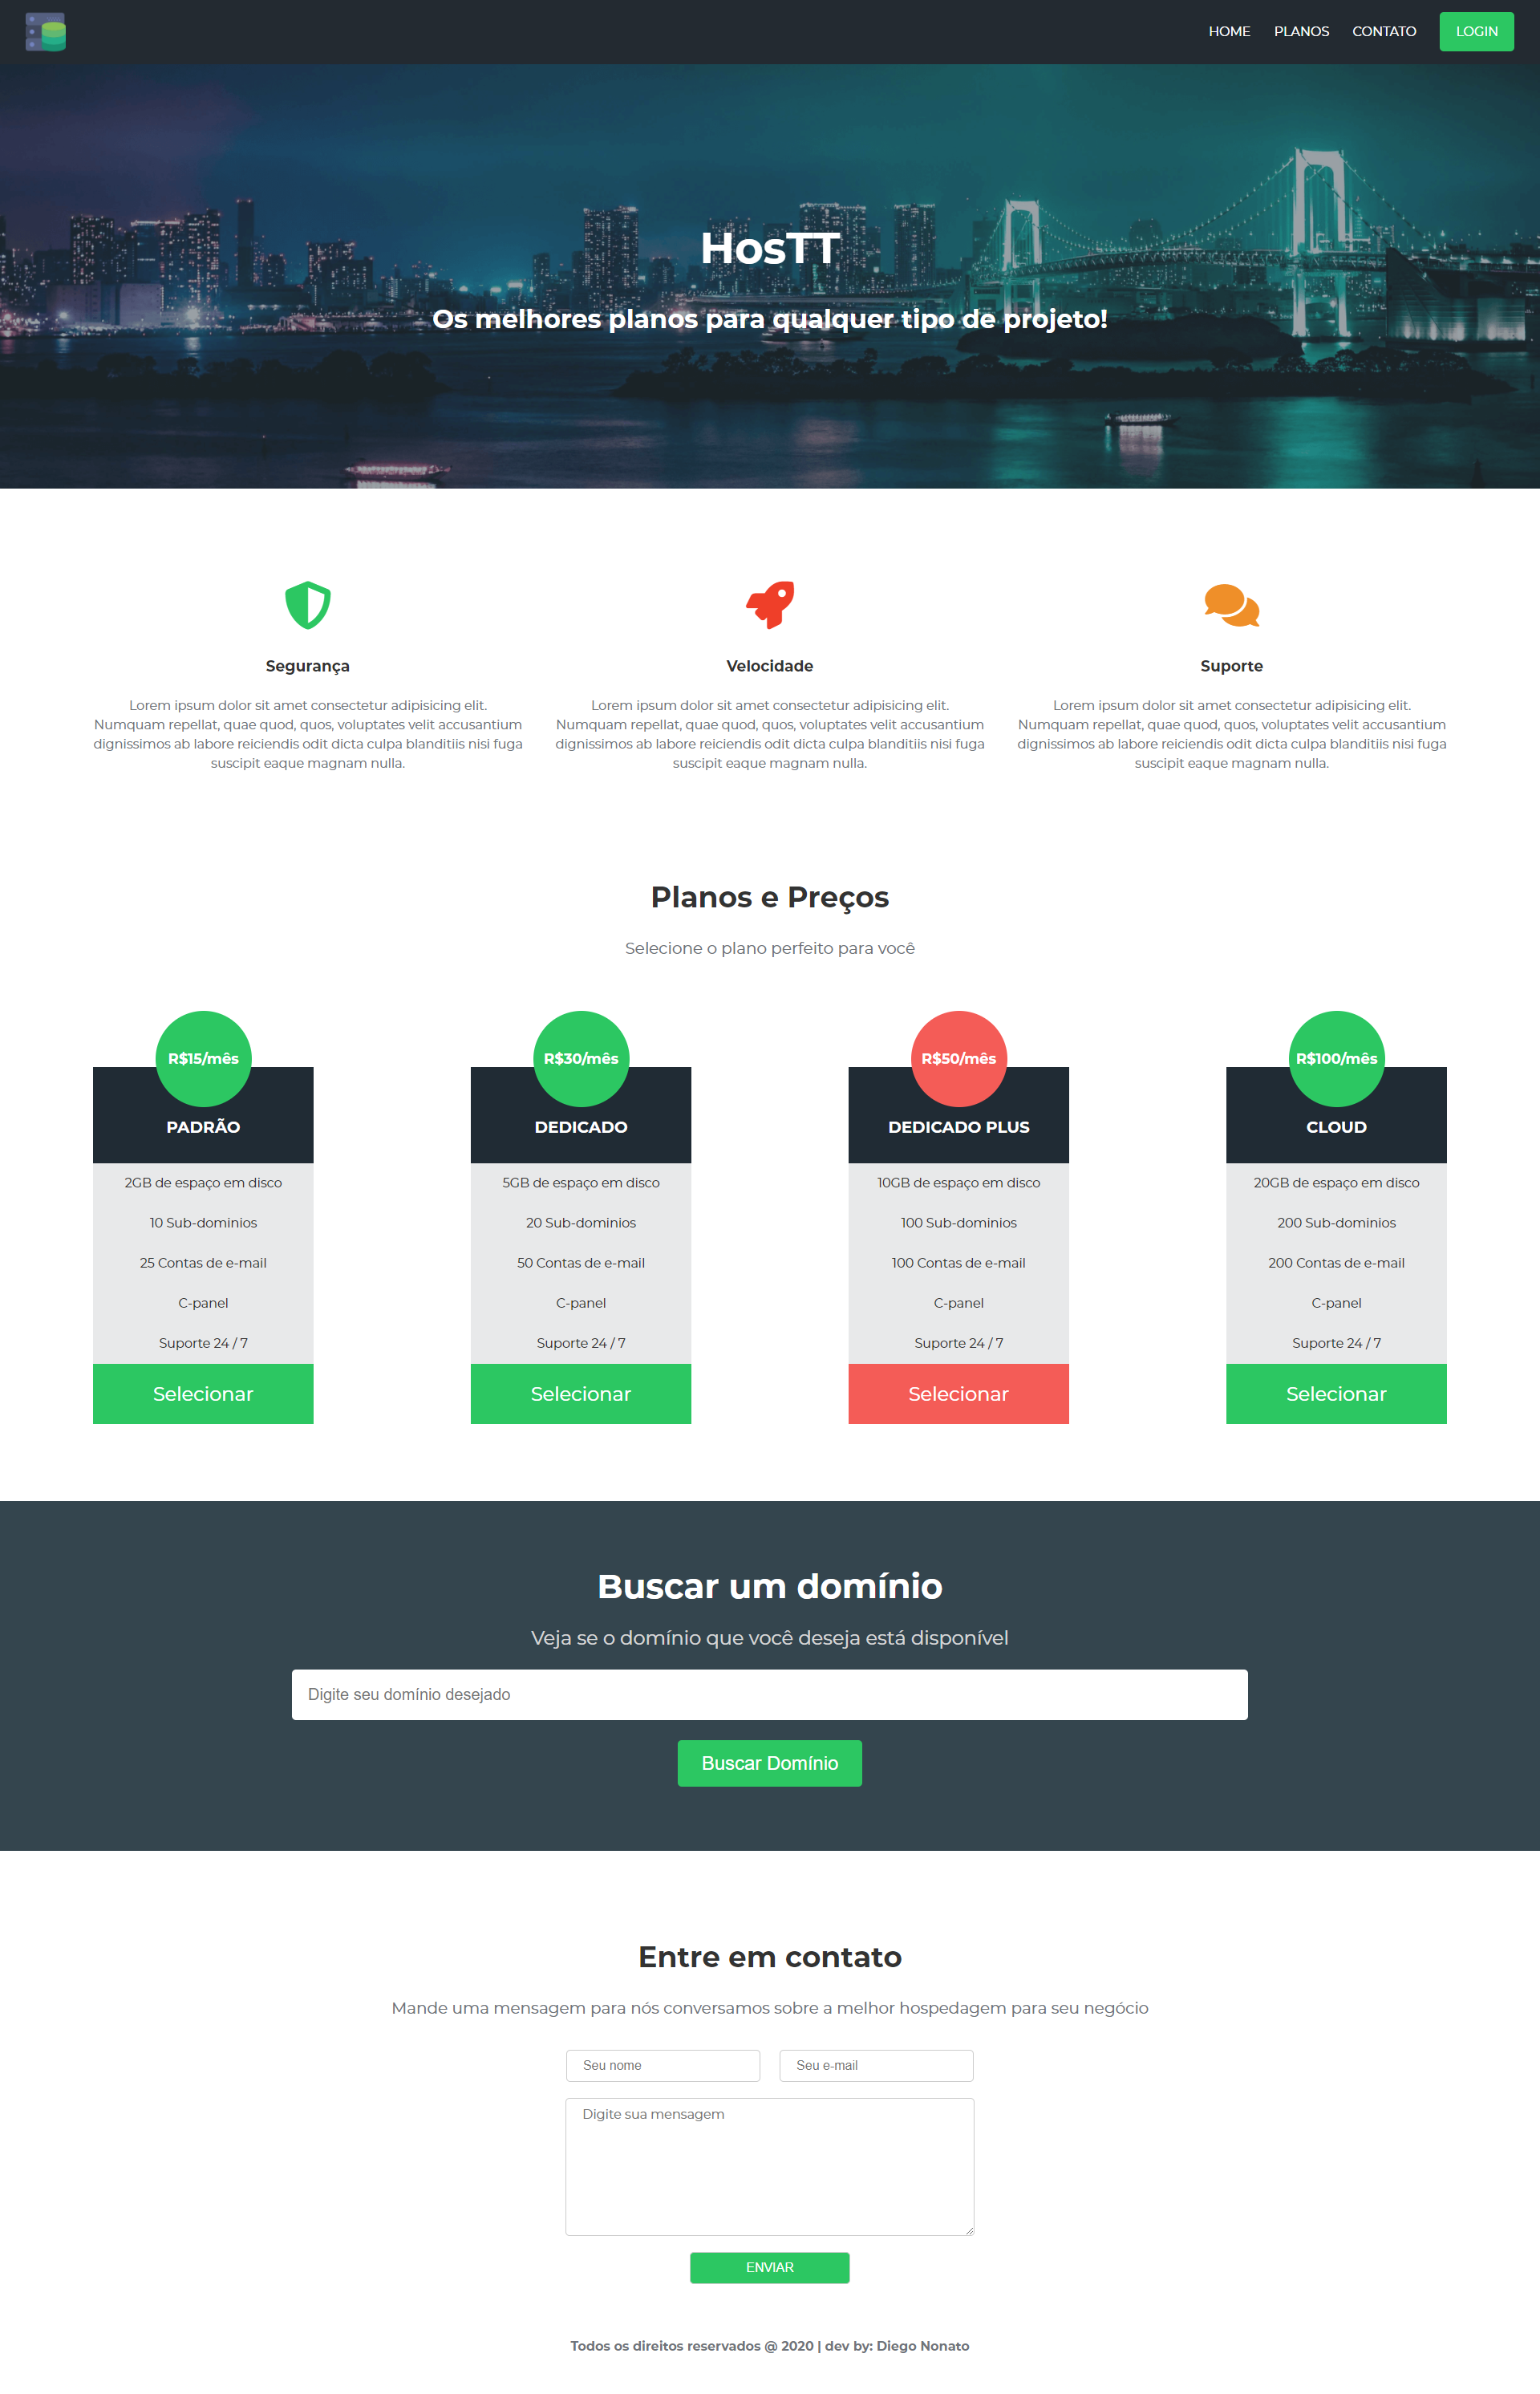 HOME PLANOS CONTATO LOGIN
HosTT
Os melhores planos para qualquer tipo de projeto!
Segurança
Lorem ipsum dolor sit amet consectetur adipisicing elit.
Numquam repellat, quae quod, quos, voluptates velit accusantium
dignissimos ab labore reiciendis odit dicta culpa blanditiis nisi fuga
suscipit eaque magnam nulla.
Velocidade
Lorem ipsum dolor sit amet consectetur adipisicing elit.
Numquam repellat, quae quod, quos, voluptates velit accusantium
dignissimos ab labore reiciendis odit dicta culpa blanditiis nisi fuga
suscipit eaque magnam nulla.
Suporte
Lorem ipsum dolor sit amet consectetur adipisicing elit.
Numquam repellat, quae quod, quos, voluptates velit accusantium
dignissimos ab labore reiciendis odit dicta culpa blanditiis nisi fuga
suscipit eaque magnam nulla.
Planos e Preços
Selecione o plano perfeito para você
R$15/mês
PADRÃO
2GB de espaço em disco
10 Sub-dominios
25 Contas de e-mail
C-panel
Suporte 24 / 7
Selecionar
R$30/mês
DEDICADO
5GB de espaço em disco
20 Sub-dominios
50 Contas de e-mail
C-panel
Suporte 24 / 7
Selecionar
R$50/mês
DEDICADO PLUS
10GB de espaço em disco
100 Sub-dominios
100 Contas de e-mail
C-panel
Suporte 24 / 7
Selecionar
R$100/mês
CLOUD
20GB de espaço em disco
200 Sub-dominios
200 Contas de e-mail
C-panel
Suporte 24 / 7
Selecionar
Buscar um domínio
Veja se o domínio que você deseja está disponível
Digite seu domínio desejado
Buscar Domínio
Entre em contato
Mande uma mensagem para nós conversamos sobre a melhor hospedagem para seu negócio
Seu nome
Seu e-mail
Digite sua mensagem
ENVIAR
Todos os direitos reservados @ 2020 | dev by: Diego Nonato